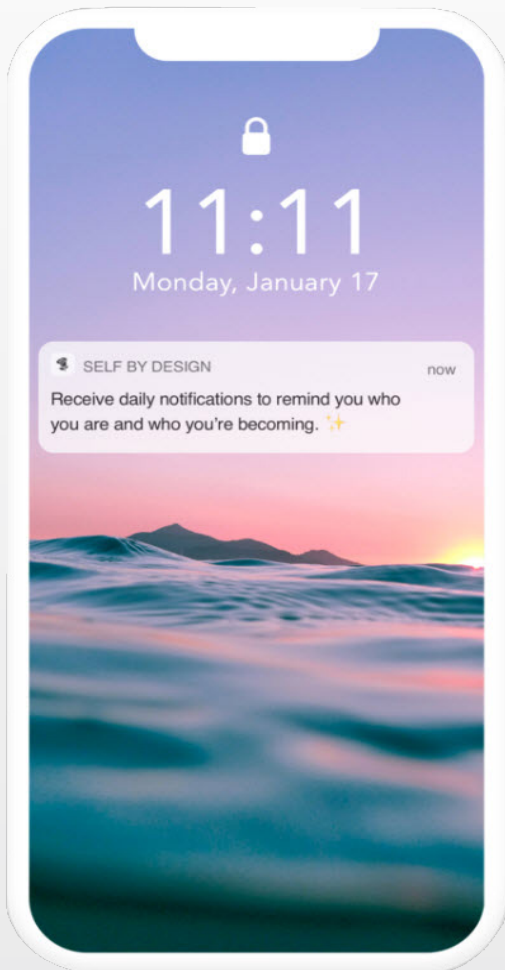 11:11
Monday, January 17
SELF BY DESIGN now
Receive daily notifications to remind you who
you are and who you're becoming. ✨